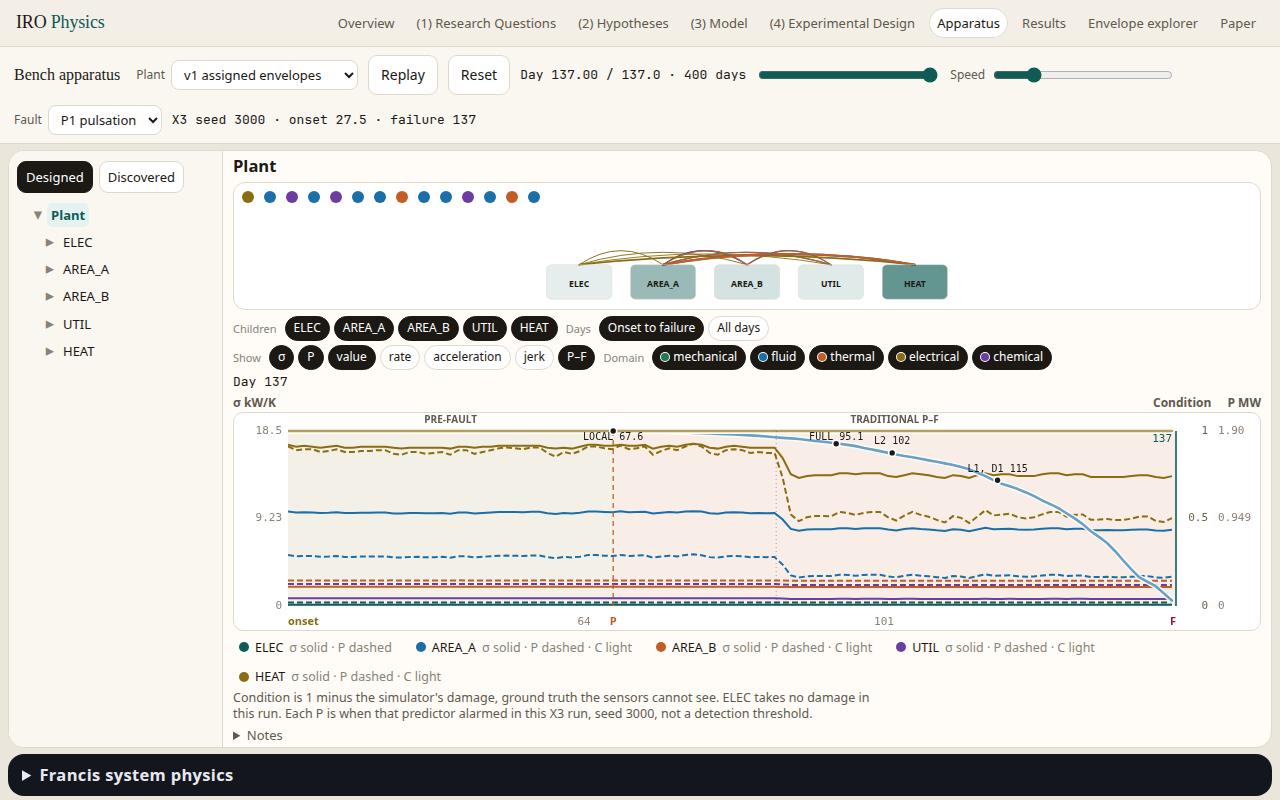 IRO Physics
Overview (1) Research Questions (2) Hypotheses (3) Model (4) Experimental Design Apparatus Results Envelope explorer Paper
Bench apparatus Plant v1 assigned envelopes Replay Reset Day 137.00 / 137.0 · 400 days Speed
Fault P1 pulsation X3 seed 3000 · onset 27.5 · failure 137
Designed Discovered
▼ Plant
▶ ELEC
▶ AREA_A
▶ AREA_B
▶ UTIL
▶ HEAT
Plant
ELEC AREA_A AREA_B UTIL HEAT
Children ELEC AREA_A AREA_B UTIL HEAT Days Onset to failure All days
Show σ P value rate acceleration jerk P–F Domain mechanical fluid thermal electrical chemical
Day 137
σ kW/K Condition P MW
PRE-FAULT TRADITIONAL P–F
18.5 LOCAL 67.6 FULL 95.1 L2 102 137 1 1.90
L1, D1 115
9.23 0.5 0.949
0 0 0
onset 64 P 101 F
ELEC σ solid · P dashed AREA_A σ solid · P dashed · C light AREA_B σ solid · P dashed · C light UTIL σ solid · P dashed · C light
HEAT σ solid · P dashed · C light
Condition is 1 minus the simulator's damage, ground truth the sensors cannot see. ELEC takes no damage in
this run. Each P is when that predictor alarmed in this X3 run, seed 3000, not a detection threshold.
▶ Notes
▶ Francis system physics